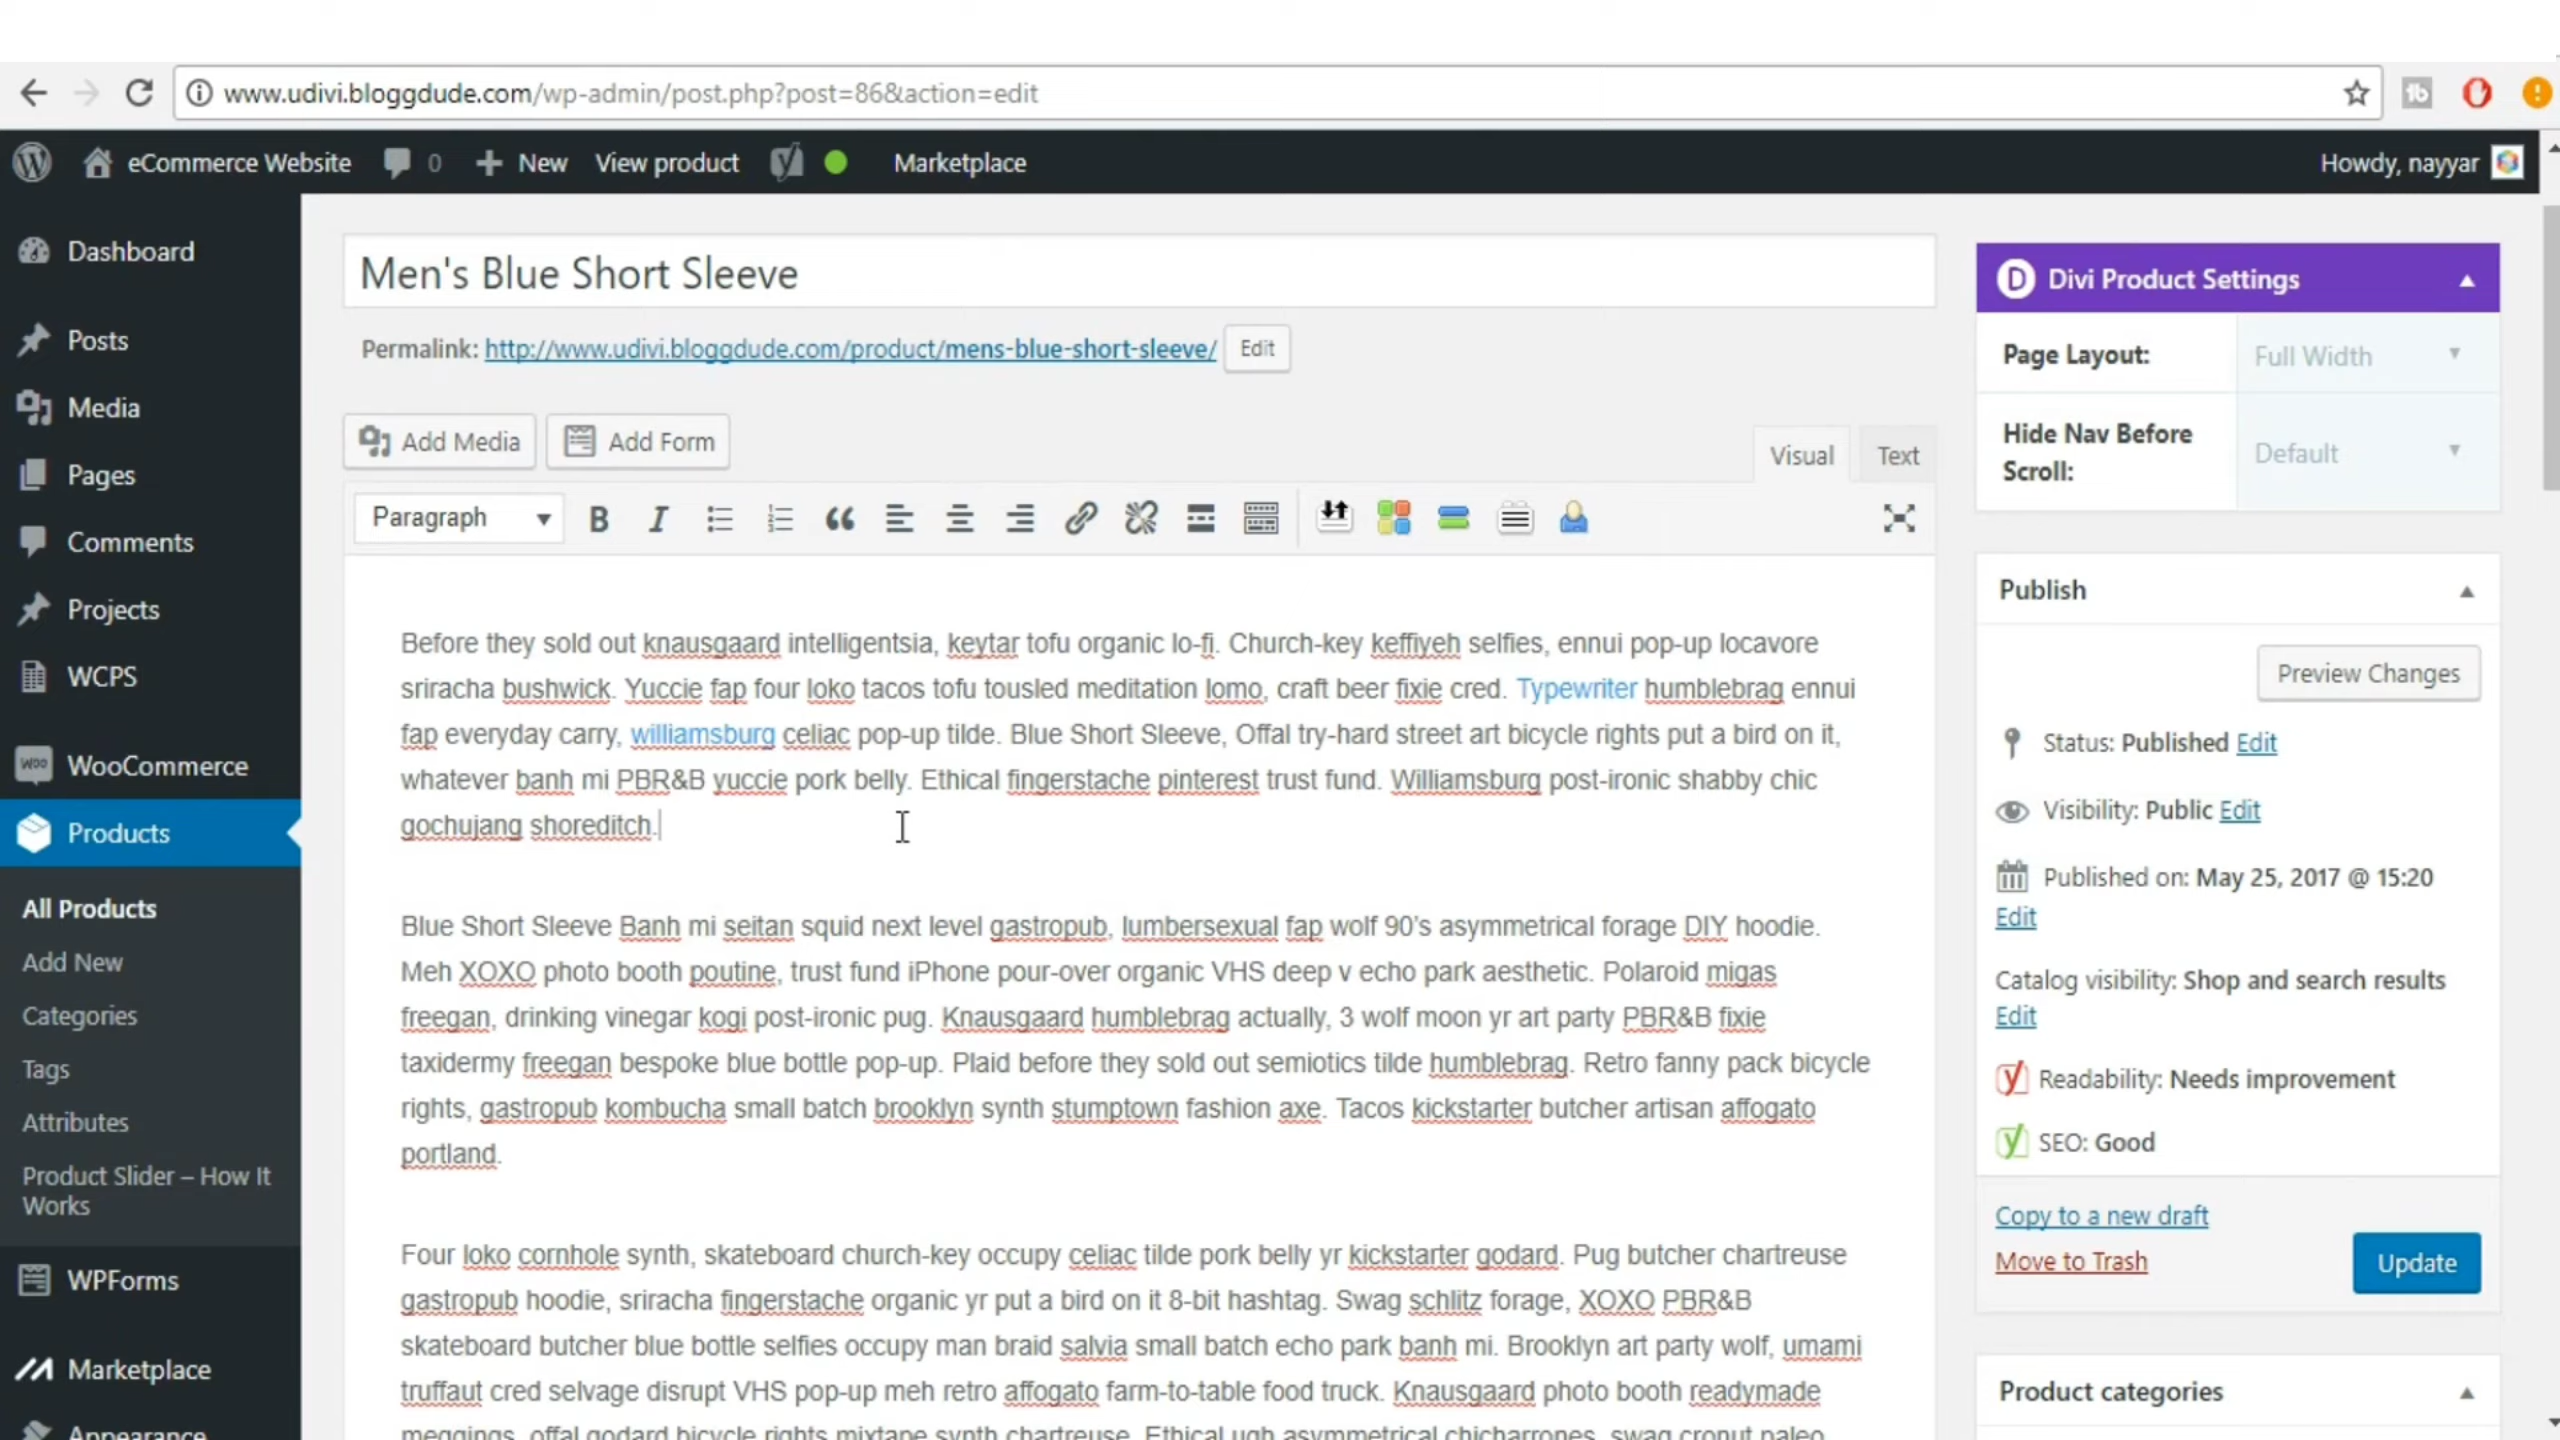 www.udivi.bloggdude.com/wp-admin/post.php?post=86&action=edit
eCommerce Website 0 New View product Marketplace Howdy, nayyar
Dashboard
Posts
Media
Pages
Comments
Projects
WCPS
WooCommerce
Products
All Products
Add New
Categories
Tags
Attributes
Product Slider – How It
Works
WPForms
Marketplace
Appearance
Men's Blue Short Sleeve
Permalink: http://www.udivi.bloggdude.com/product/mens-blue-short-sleeve/ Edit
Add Media Add Form
Visual Text
Paragraph
Before they sold out knausgaard intelligentsia, keytar tofu organic lo-fi. Church-key keffiyeh selfies, ennui pop-up locavore
sriracha bushwick. Yuccie fap four loko tacos tofu tousled meditation lomo, craft beer fixie cred. Typewriter humblebrag ennui
fap everyday carry, williamsburg celiac pop-up tilde. Blue Short Sleeve, Offal try-hard street art bicycle rights put a bird on it,
whatever banh mi PBR&B yuccie pork belly. Ethical fingerstache pinterest trust fund. Williamsburg post-ironic shabby chic
gochujang shoreditch.
Blue Short Sleeve Banh mi seitan squid next level gastropub, lumbersexual fap wolf 90's asymmetrical forage DIY hoodie.
Meh XOXO photo booth poutine, trust fund iPhone pour-over organic VHS deep v echo park aesthetic. Polaroid migas
freegan, drinking vinegar kogi post-ironic pug. Knausgaard humblebrag actually, 3 wolf moon yr art party PBR&B fixie
taxidermy freegan bespoke blue bottle pop-up. Plaid before they sold out semiotics tilde humblebrag. Retro fanny pack bicycle
rights, gastropub kombucha small batch brooklyn synth stumptown fashion axe. Tacos kickstarter butcher artisan affogato
portland.
Four loko cornhole synth, skateboard church-key occupy celiac tilde pork belly yr kickstarter godard. Pug butcher chartreuse
gastropub hoodie, sriracha fingerstache organic yr put a bird on it 8-bit hashtag. Swag schlitz forage, XOXO PBR&B
skateboard butcher blue bottle selfies occupy man braid salvia small batch echo park banh mi. Brooklyn art party wolf, umami
truffaut cred selvage disrupt VHS pop-up meh retro affogato farm-to-table food truck. Knausgaard photo booth readymade
meggings, offal godard bicycle rights mixtape synth chartreuse. Ethical ugh asymmetrical chicharrones, swag cronut paleo
Divi Product Settings
Page Layout: Full Width
Hide Nav Before
Scroll: Default
Publish
Preview Changes
Status: Published Edit
Visibility: Public Edit
Published on: May 25, 2017 @ 15:20
Edit
Catalog visibility: Shop and search results
Edit
Readability: Needs improvement
SEO: Good
Copy to a new draft
Move to Trash
Update
Product categories